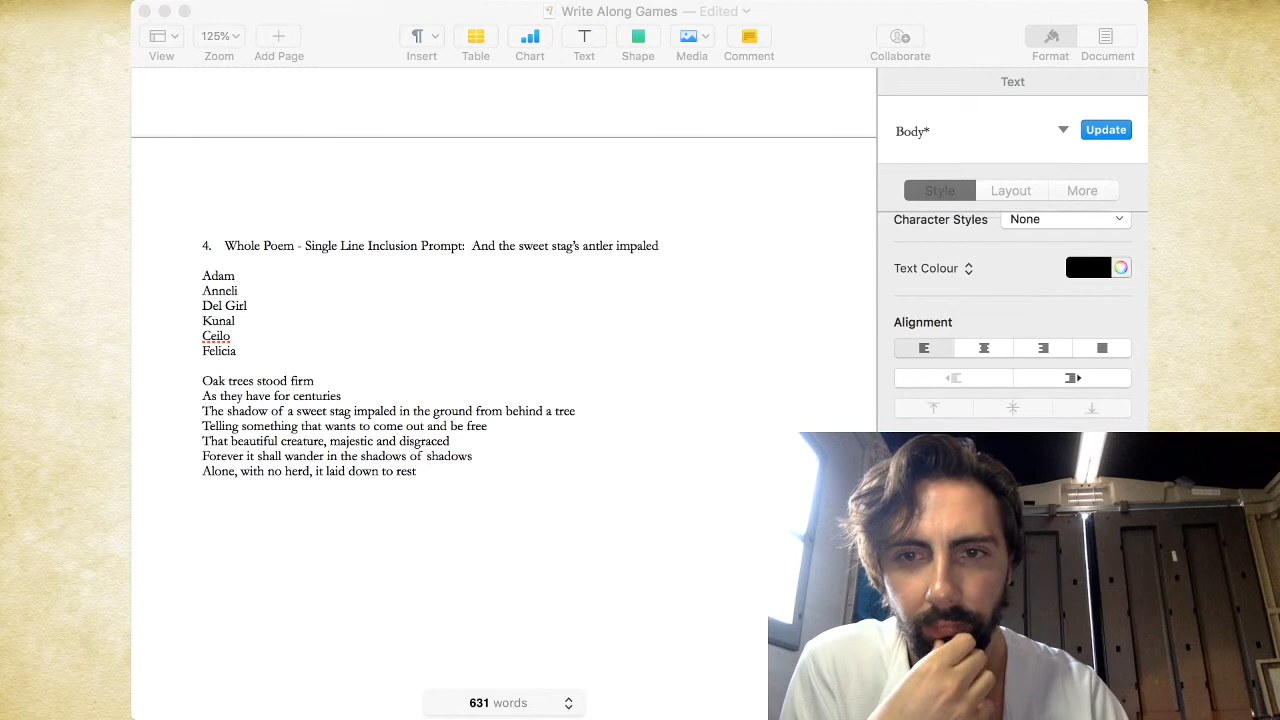 Write Along Games — Edited
125%
View
Zoom
Add Page
Insert
Table
Chart
Text
Shape
Media
Comment
Collaborate
Format
Document
Text
Body*
Update
Style
Layout
More
Character Styles
None
Text Colour
Alignment
4. Whole Poem - Single Line Inclusion Prompt: And the sweet stag's antler impaled
Adam
Anneli
Del Girl
Kunal
Ceilo
Felicia
Oak trees stood firm
As they have for centuries
The shadow of a sweet stag impaled in the ground from behind a tree
Telling something that wants to come out and be free
That beautiful creature, majestic and disgraced
Forever it shall wander in the shadows of shadows
Alone, with no herd, it laid down to rest
631 words